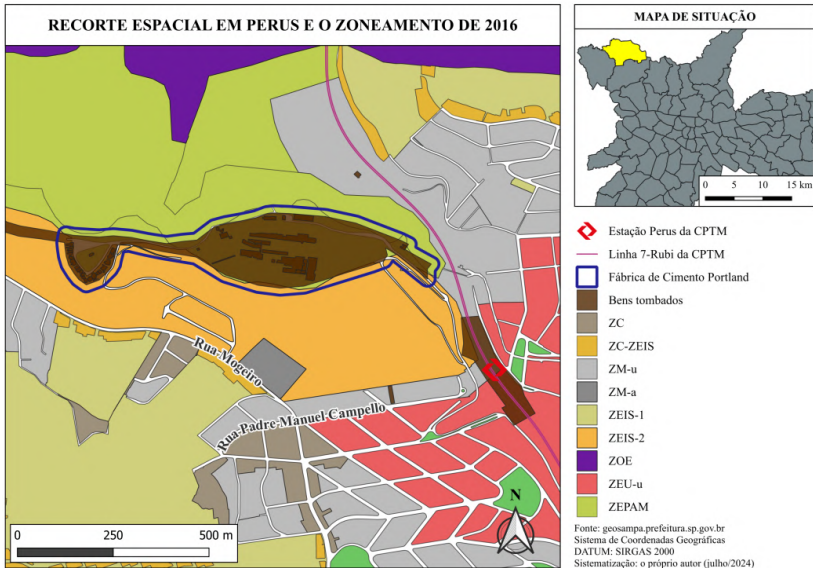 RECORTE ESPACIAL EM PERUS E O ZONEAMENTO DE 2016
Rua-Mogeiro
Rua-Padre-Manuel-Campello
N
0 250 500 m
MAPA DE SITUAÇÃO
0 5 10 15 km
Estação Perus da CPTM
Linha 7-Rubi da CPTM
Fábrica de Cimento Portland
Bens tombados
ZC
ZC-ZEIS
ZM-u
ZM-a
ZEIS-1
ZEIS-2
ZOE
ZEU-u
ZEPAM
Fonte: geosampa.prefeitura.sp.gov.br
Sistema de Coordenadas Geográficas
DATUM: SIRGAS 2000
Sistematização: o próprio autor (julho/2024)